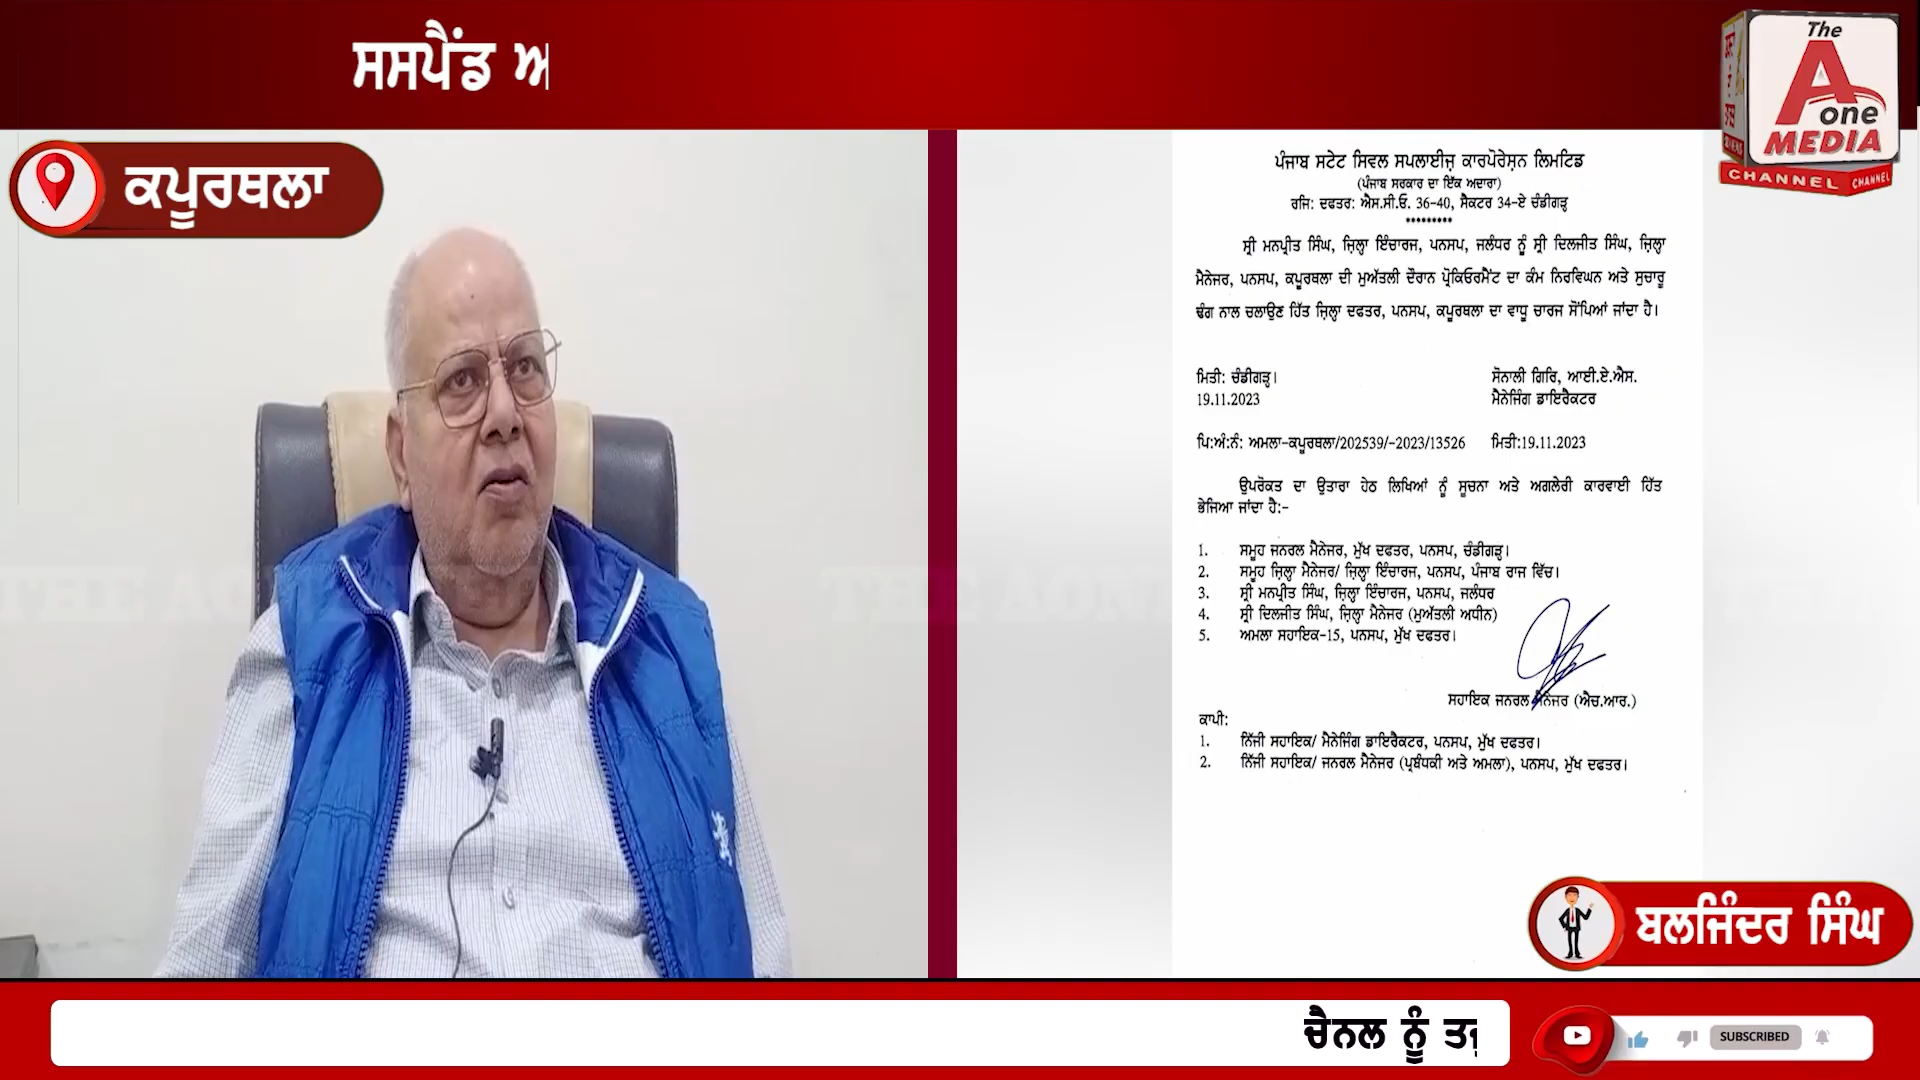 ਸਸਪੈਂਡ ਅ
The
A
one
MEDIA
CHANNEL
CHANNEL
ਕਪੂਰਥਲਾ
ਪੰਜਾਬ ਸਟੇਟ ਸਿਵਲ ਸਪਲਾਈਜ਼ ਕਾਰਪੋਰੇਸ਼ਨ ਲਿਮਟਿਡ
(ਪੰਜਾਬ ਸਰਕਾਰ ਦਾ ਇੱਕ ਅਦਾਰਾ)
ਰਜਿ: ਦਫਤਰ: ਐਸ.ਸੀ.ਓ. 36-40, ਸੈਕਟਰ 34-ਏ ਚੰਡੀਗੜ੍ਹ
*********
ਸ੍ਰੀ ਮਨਪ੍ਰੀਤ ਸਿੰਘ, ਜ਼ਿਲ੍ਹਾ ਇੰਚਾਰਜ, ਪਨਸਪ, ਜਲੰਧਰ ਨੂੰ ਸ੍ਰੀ ਦਿਲਜੀਤ ਸਿੰਘ, ਜ਼ਿਲ੍ਹਾ
ਮੈਨੇਜਰ, ਪਨਸਪ, ਕਪੂਰਥਲਾ ਦੀ ਮੁਅੱਤਲੀ ਦੌਰਾਨ ਪ੍ਰੋਕਿਓਰਮੈਂਟ ਦਾ ਕੰਮ ਨਿਰਵਿਘਨ ਅਤੇ ਸੁਚਾਰੂ
ਢੰਗ ਨਾਲ ਚਲਾਉਣ ਹਿੱਤ ਜ਼ਿਲ੍ਹਾ ਦਫਤਰ, ਪਨਸਪ, ਕਪੂਰਥਲਾ ਦਾ ਵਾਧੂ ਚਾਰਜ ਸੌਂਪਿਆਂ ਜਾਂਦਾ ਹੈ।
ਮਿਤੀ: ਚੰਡੀਗੜ੍ਹ। ਸੋਨਾਲੀ ਗਿਰਿ, ਆਈ.ਏ.ਐਸ.
19.11.2023 ਮੈਨੇਜਿੰਗ ਡਾਇਰੈਕਟਰ
ਪਿ:ਅੰ:ਨੰ: ਅਮਲਾ-ਕਪੂਰਥਲਾ/202539/-2023/13526 ਮਿਤੀ:19.11.2023
ਉਪਰੋਕਤ ਦਾ ਉਤਾਰਾ ਹੇਠ ਲਿਖਿਆਂ ਨੂੰ ਸੂਚਨਾ ਅਤੇ ਅਗਲੇਰੀ ਕਾਰਵਾਈ ਹਿੱਤ
ਭੇਜਿਆ ਜਾਂਦਾ ਹੈ:-
1. ਸਮੂਹ ਜਨਰਲ ਮੈਨੇਜਰ, ਮੁੱਖ ਦਫਤਰ, ਪਨਸਪ, ਚੰਡੀਗੜ੍ਹ।
2. ਸਮੂਹ ਜ਼ਿਲ੍ਹਾ ਮੈਨੇਜਰ/ ਜ਼ਿਲ੍ਹਾ ਇੰਚਾਰਜ, ਪਨਸਪ, ਪੰਜਾਬ ਰਾਜ ਵਿੱਚ।
3. ਸ੍ਰੀ ਮਨਪ੍ਰੀਤ ਸਿੰਘ, ਜ਼ਿਲ੍ਹਾ ਇੰਚਾਰਜ, ਪਨਸਪ, ਜਲੰਧਰ
4. ਸ੍ਰੀ ਦਿਲਜੀਤ ਸਿੰਘ, ਜ਼ਿਲ੍ਹਾ ਮੈਨੇਜਰ (ਮੁਅੱਤਲੀ ਅਧੀਨ)
5. ਅਮਲਾ ਸਹਾਇਕ-15, ਪਨਸਪ, ਮੁੱਖ ਦਫਤਰ।
ਸਹਾਇਕ ਜਨਰਲ ਮੈਨੇਜਰ (ਐਚ.ਆਰ.)
ਕਾਪੀ:
1. ਨਿੱਜੀ ਸਹਾਇਕ/ ਮੈਨੇਜਿੰਗ ਡਾਇਰੈਕਟਰ, ਪਨਸਪ, ਮੁੱਖ ਦਫਤਰ।
2. ਨਿੱਜੀ ਸਹਾਇਕ/ ਜਨਰਲ ਮੈਨੇਜਰ (ਪ੍ਰਬੰਧਕੀ ਅਤੇ ਅਮਲਾ), ਪਨਸਪ, ਮੁੱਖ ਦਫਤਰ।
ਬਲਜਿੰਦਰ ਸਿੰਘ
ਚੈਨਲ ਨੂੰ
SUBSCRIBED